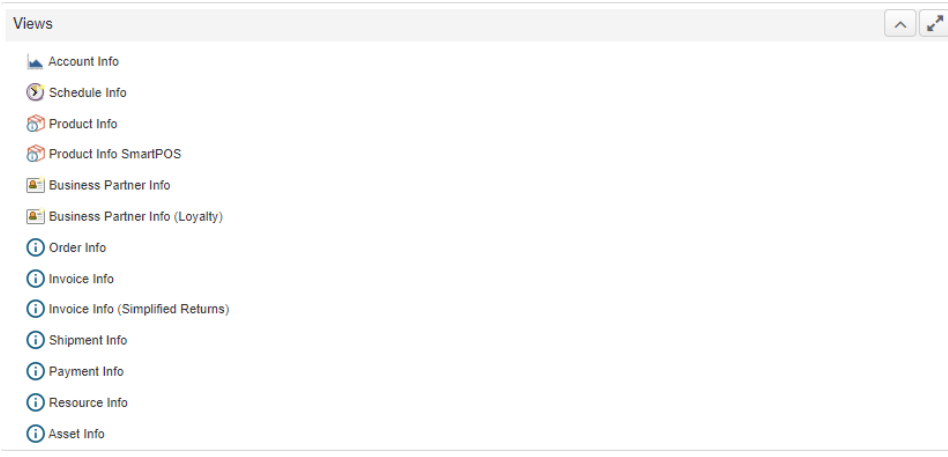 Views
Account Info
Schedule Info
Product Info
Product Info SmartPOS
Business Partner Info
Business Partner Info (Loyalty)
Order Info
Invoice Info
Invoice Info (Simplified Returns)
Shipment Info
Payment Info
Resource Info
Asset Info